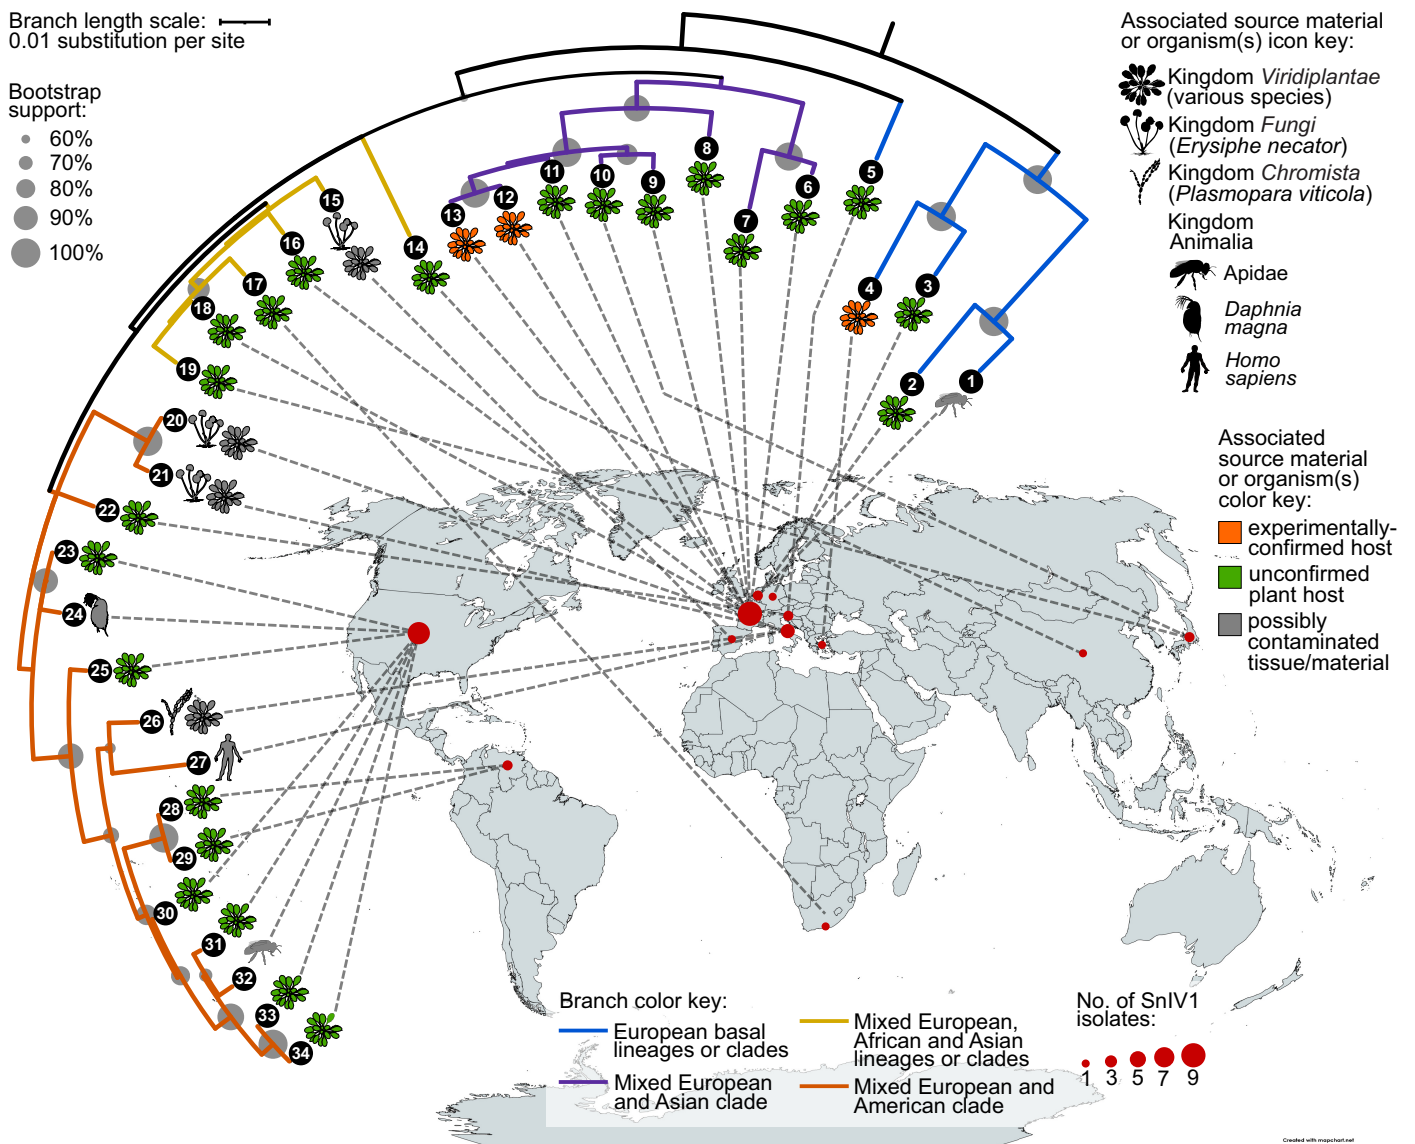 Branch length scale:
0.01 substitution per site
Bootstrap
support:
60%
70%
80%
90%
100%
Associated source material
or organism(s) icon key:
Kingdom Viridiplantae
(various species)
Kingdom Fungi
(Erysiphe necator)
Kingdom Chromista
(Plasmopara viticola)
Kingdom
Animalia
Apidae
Daphnia
magna
Homo
sapiens
Associated
source material
or organism(s)
color key:
experimentally-
confirmed host
unconfirmed
plant host
possibly
contaminated
tissue/material
1
2
3
4
5
6
7
8
9
10
11
12
13
14
15
16
17
18
19
20
21
22
23
24
25
26
27
28
29
30
31
32
33
34
Branch color key:
European basal
lineages or clades
Mixed European
and Asian clade
Mixed European,
African and Asian
lineages or clades
Mixed European and
American clade
No. of SnIV1
isolates:
1 3 5 7 9
Created with mapchart.net